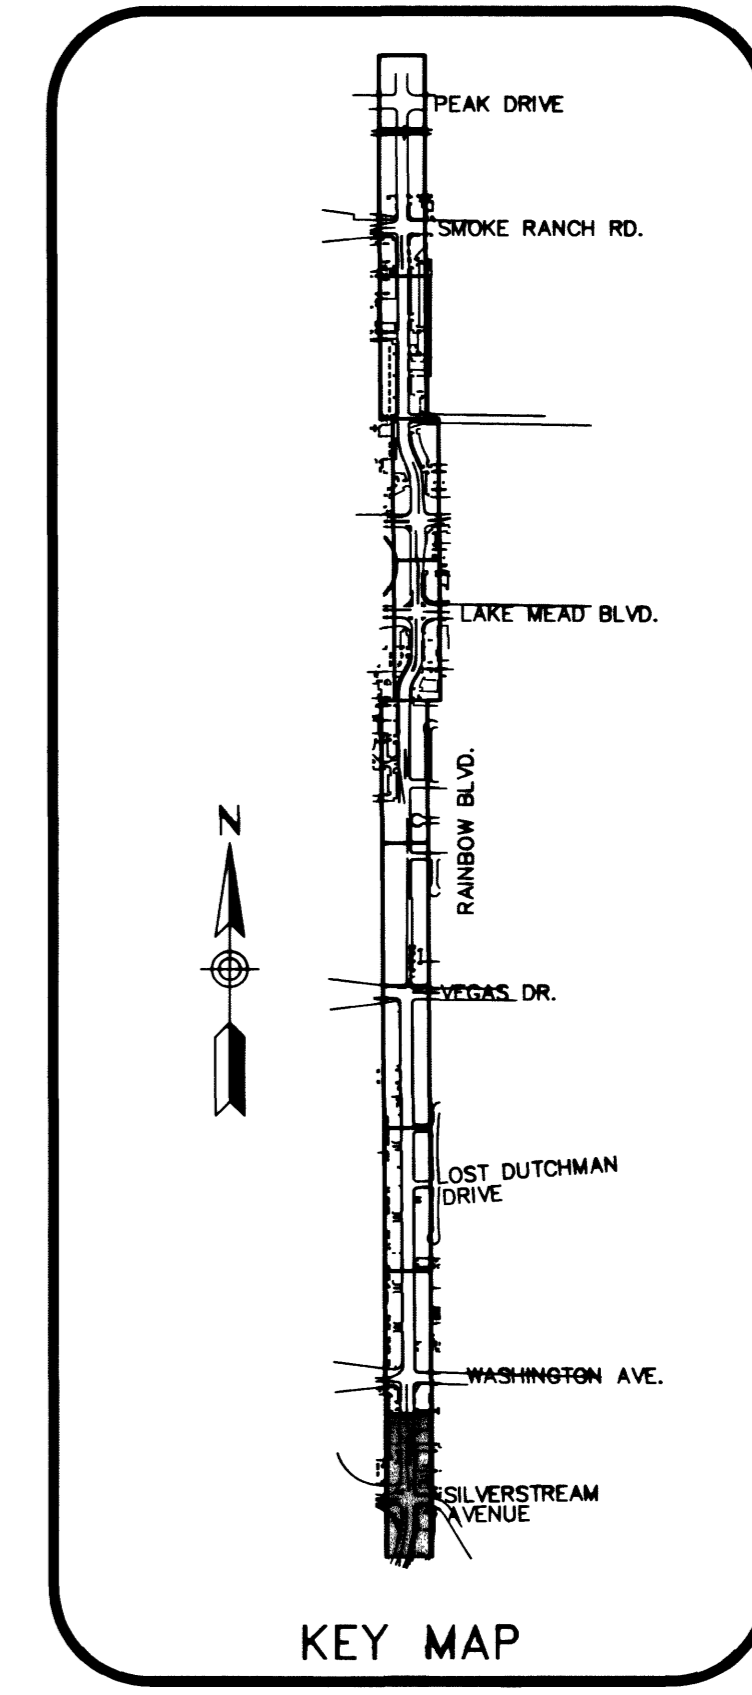 PEAK DRIVE
SMOKE RANCH RD.
LAKE MEAD BLVD.
RAINBOW BLVD.
N
VEGAS DR.
LOST DUTCHMAN
DRIVE
WASHINGTON AVE.
SILVERSTREAM
AVENUE
KEY MAP